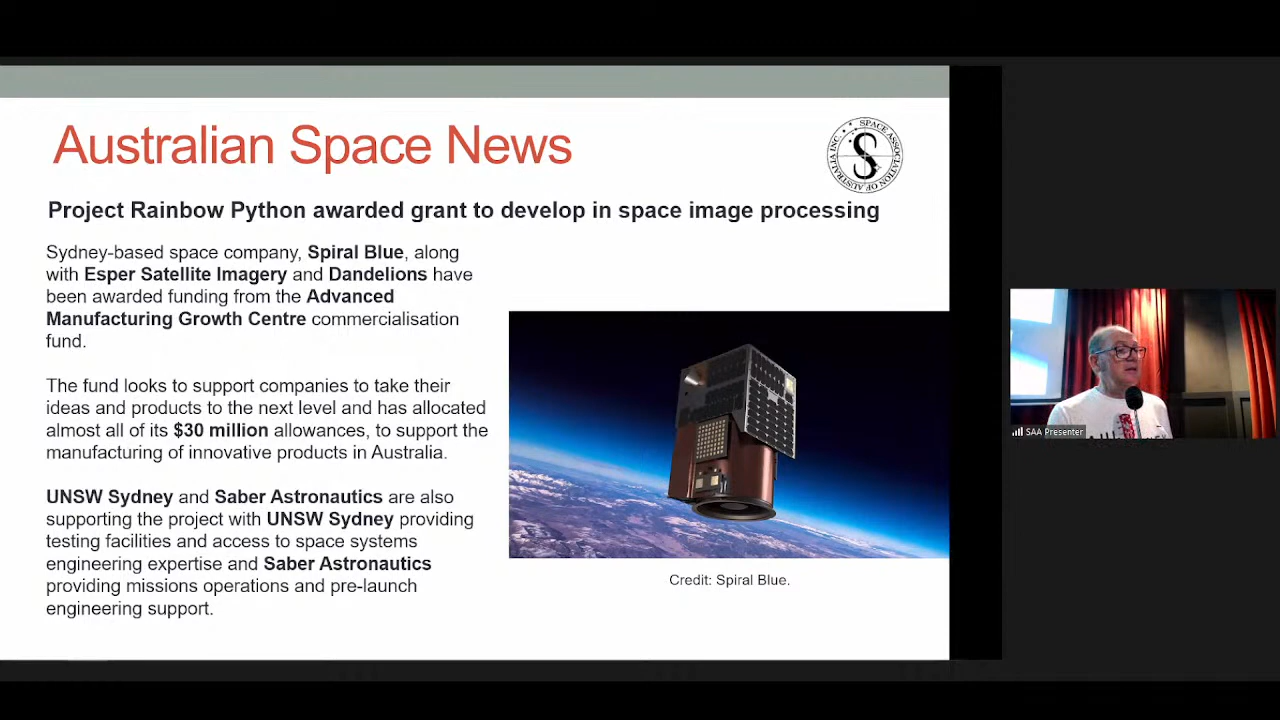 Australian Space News
SPACE ASSOCIATION OF AUSTRALIA INC
S
Project Rainbow Python awarded grant to develop in space image processing
Sydney-based space company, Spiral Blue, along
with Esper Satellite Imagery and Dandelions have
been awarded funding from the Advanced
Manufacturing Growth Centre commercialisation
fund.
The fund looks to support companies to take their
ideas and products to the next level and has allocated
almost all of its $30 million allowances, to support the
manufacturing of innovative products in Australia.
UNSW Sydney and Saber Astronautics are also
supporting the project with UNSW Sydney providing
testing facilities and access to space systems
engineering expertise and Saber Astronautics
providing missions operations and pre-launch
engineering support.
Credit: Spiral Blue.
SAA Presenter